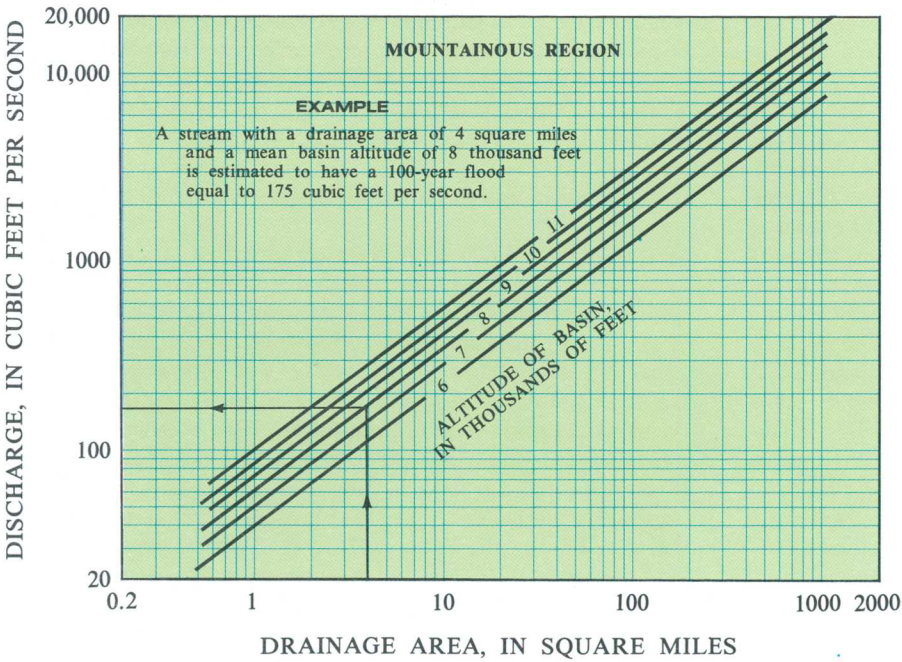 DISCHARGE, IN CUBIC FEET PER SECOND
20,000
10,000
1000
100
20
MOUNTAINOUS REGION
EXAMPLE
A stream with a drainage area of 4 square miles
and a mean basin altitude of 8 thousand feet
is estimated to have a 100-year flood
equal to 175 cubic feet per second.
11
10
9
8
7
6
ALTITUDE OF BASIN,
IN THOUSANDS OF FEET
0.2
1
10
100
1000
2000
DRAINAGE AREA, IN SQUARE MILES